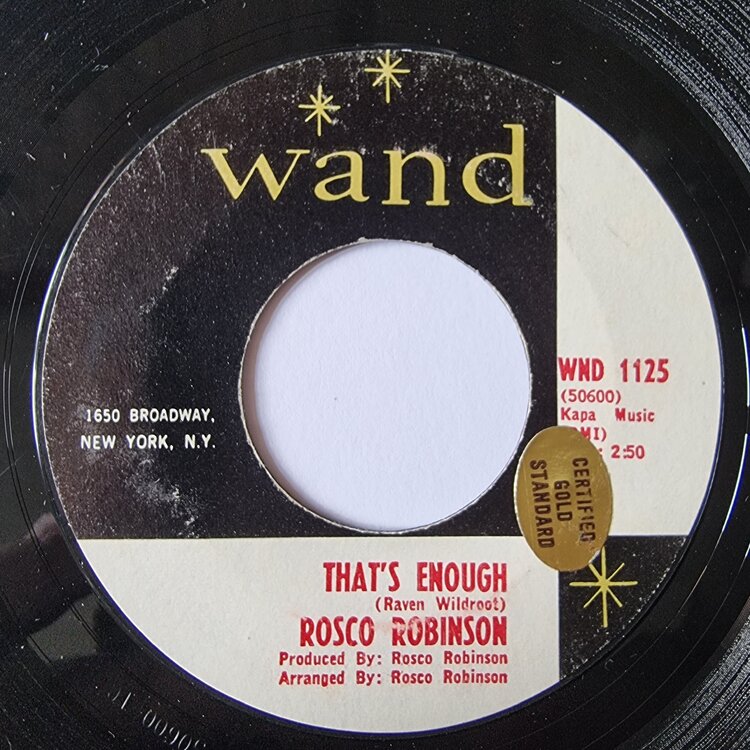 wand
WND 1125
(50600)
Kapa Music
MI)
: 2:50
1650 BROADWAY,
NEW YORK, N.Y.
CERTIFIED
GOLD
STANDARD
THAT'S ENOUGH
(Raven Wildroot)
ROSCO ROBINSON
Produced By: Rosco Robinson
Arranged By: Rosco Robinson